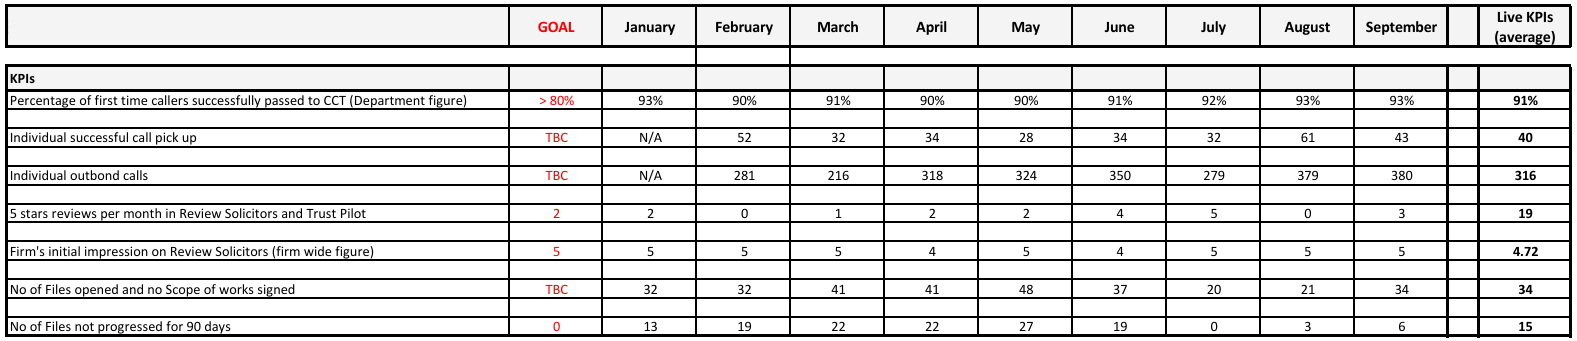 GOAL January February March April May June July August September Live KPIs (average)
KPIs
Percentage of first time callers successfully passed to CCT (Department figure) > 80% 93% 90% 91% 90% 90% 91% 92% 93% 93% 91%
Individual successful call pick up TBC N/A 52 32 34 28 34 32 61 43 40
Individual outbond calls TBC N/A 281 216 318 324 350 279 379 380 316
5 stars reviews per month in Review Solicitors and Trust Pilot 2 2 0 1 2 2 4 5 0 3 19
Firm's initial impression on Review Solicitors (firm wide figure) 5 5 5 5 4 5 4 5 5 5 4.72
No of Files opened and no Scope of works signed TBC 32 32 41 41 48 37 20 21 34 34
No of Files not progressed for 90 days 0 13 19 22 22 27 19 0 3 6 15